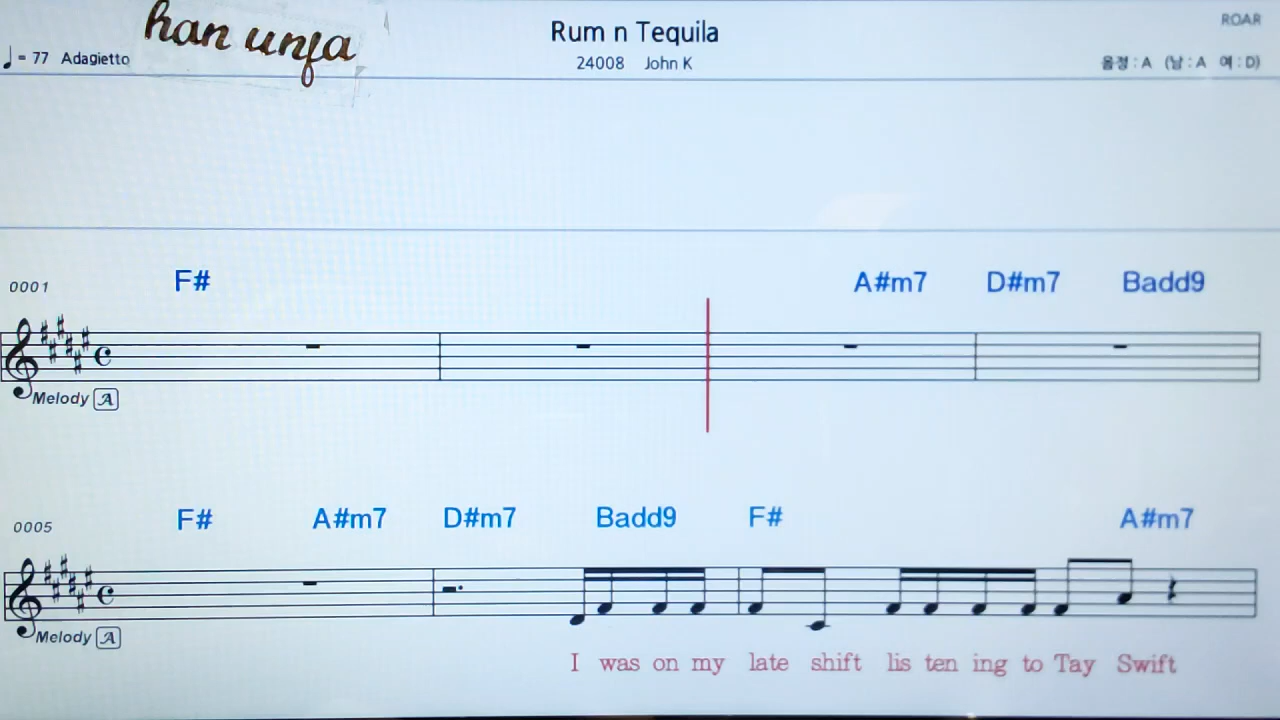 han unfa
Rum n Tequila
ROAR
♩= 77 Adagietto
24008 John K
음정 : A (남 : A 여 : D)
0001 F# A#m7 D#m7 Badd9
Melody A
0005 F# A#m7 D#m7 Badd9 F# A#m7
Melody A
I was on my late shift lis ten ing to Tay Swift